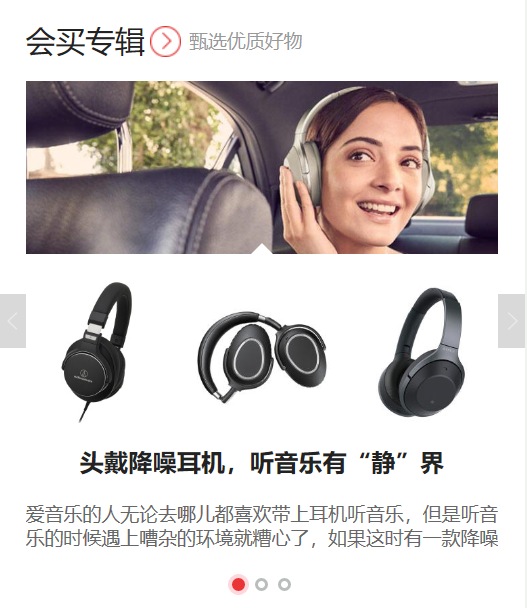 会买专辑 甄选优质好物
头戴降噪耳机，听音乐有“静”界
爱音乐的人无论去哪儿都喜欢带上耳机听音乐，但是听音
乐的时候遇上嘈杂的环境就糟心了，如果这时有一款降噪